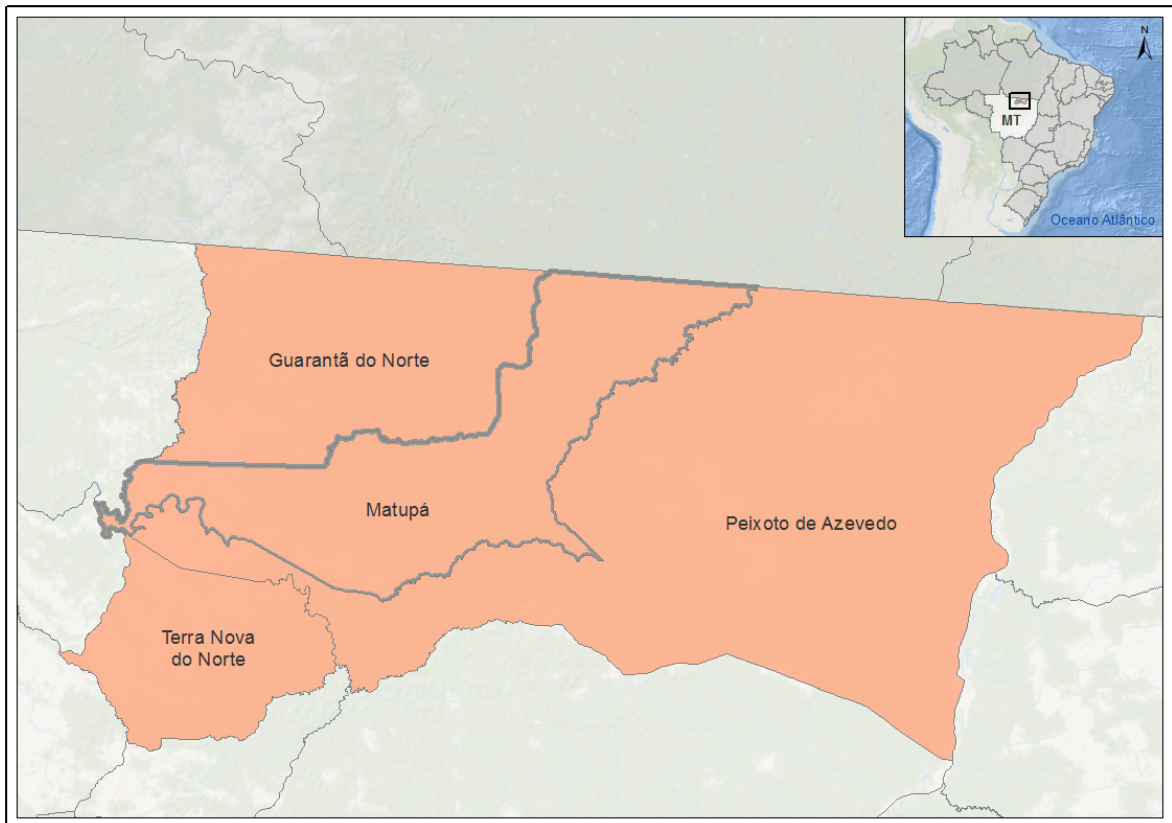 N
MT
Oceano Atlântico
Guarantã do Norte
Matupá
Peixoto de Azevedo
Terra Nova
do Norte